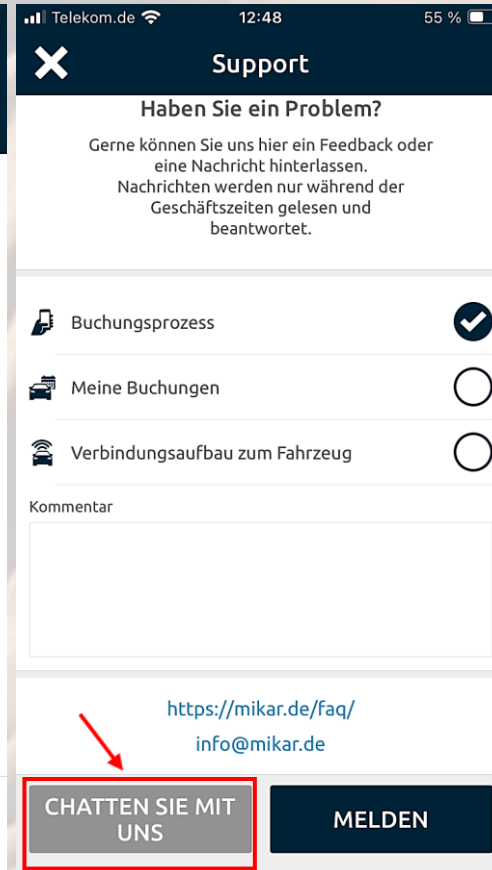 Telekom.de 12:48 55 %
Support
Haben Sie ein Problem?
Gerne können Sie uns hier ein Feedback oder
eine Nachricht hinterlassen.
Nachrichten werden nur während der
Geschäftszeiten gelesen und
beantwortet.
Buchungsprozess
Meine Buchungen
Verbindungsaufbau zum Fahrzeug
Kommentar
https://mikar.de/faq/
info@mikar.de
CHATTEN SIE MIT
UNS
MELDEN